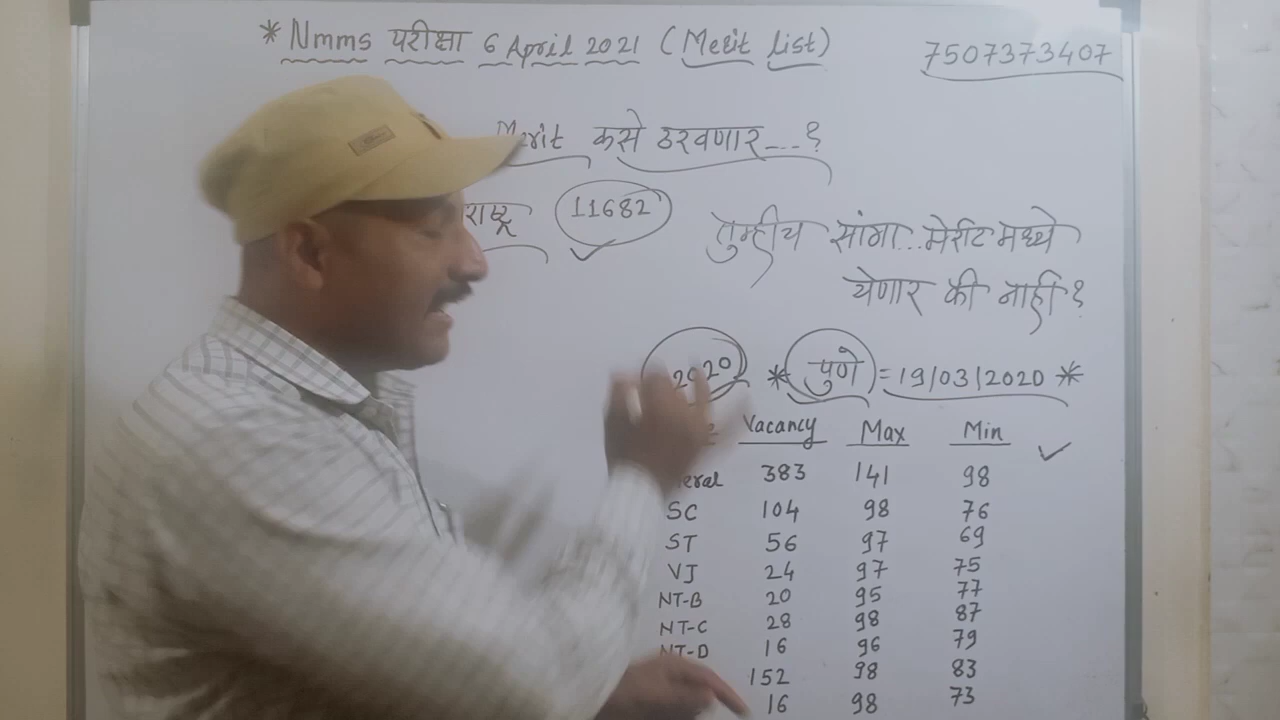 * Nmms परीक्षा 6 April 2021 (Merit list)
7507373407
Merit कसे ठरवणार---?
राष्ट्र 11682
तुम्हीच सांगा...मेरीट मध्ये
येणार की नाही?
2020 * पुणे = 19/03/2020 *
Vacancy Max Min
383 141 98
SC 104 98 76
ST 56 97 69
VJ 24 97 75
NT-B 20 95 77
NT-C 28 98 87
NT-D 16 96 79
152 98 83
16 98 73